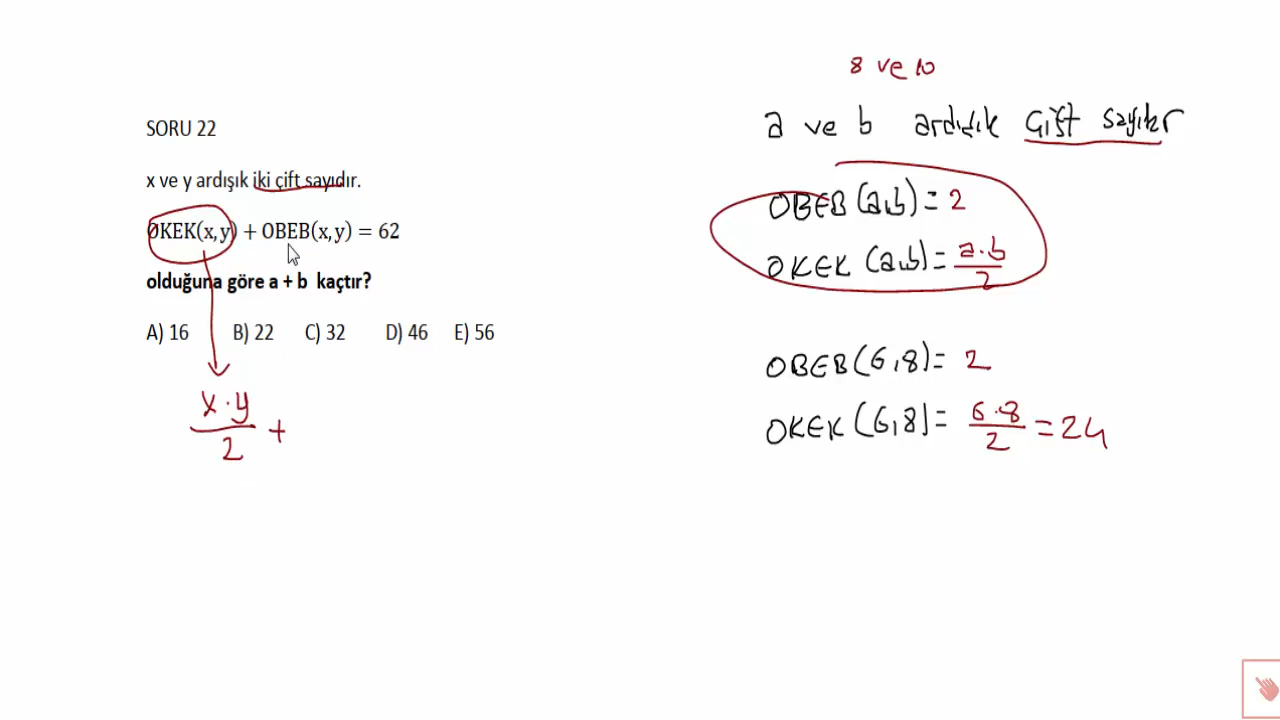 SORU 22
x ve y ardışık iki çift sayıdır.
OKEK(x,y) + OBEB(x,y) = 62
olduğuna göre a + b kaçtır?
A) 16 B) 22 C) 32 D) 46 E) 56
x·y
2 +
8 ve 10
a ve b ardışık çift sayılar
OBEB(a,b) = 2
OKEK (a,b) = a·b
2
OBEB(6,8) = 2
OKEK (6,8) = 6·8
2 = 24